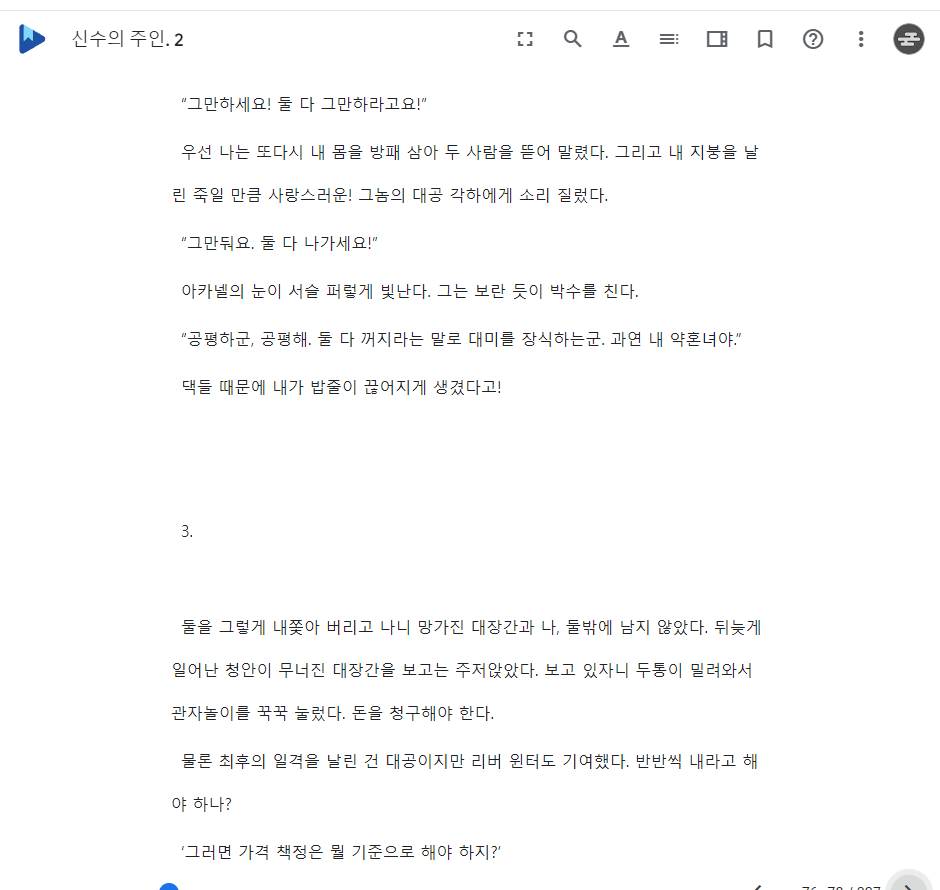 신수의 주인. 2
“그만하세요! 둘 다 그만하라고요!”
우선 나는 또다시 내 몸을 방패 삼아 두 사람을 뜯어 말렸다. 그리고 내 지붕을 날
린 죽일 만큼 사랑스러운! 그놈의 대공 각하에게 소리 질렀다.
“그만둬요. 둘 다 나가세요!”
아카넬의 눈이 서슬 퍼렇게 빛난다. 그는 보란 듯이 박수를 친다.
“공평하군, 공평해. 둘 다 꺼지라는 말로 대미를 장식하는군. 과연 내 약혼녀야.”
댁들 때문에 내가 밥줄이 끊어지게 생겼다고!
3.
둘을 그렇게 내쫓아 버리고 나니 망가진 대장간과 나, 둘밖에 남지 않았다. 뒤늦게
일어난 청안이 무너진 대장간을 보고는 주저앉았다. 보고 있자니 두통이 밀려와서
관자놀이를 꾹꾹 눌렀다. 돈을 청구해야 한다.
물론 최후의 일격을 날린 건 대공이지만 리버 윈터도 기여했다. 반반씩 내라고 해
야 하나?
‘그러면 가격 책정은 뭘 기준으로 해야 하지?’